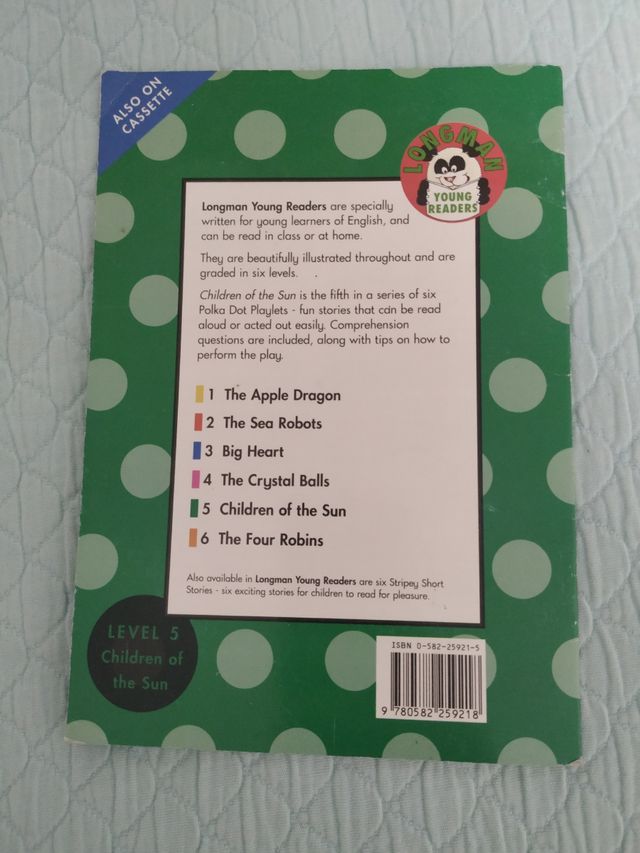 ALSO ON
CASSETTE
LONGMAN
YOUNG
READERS
Longman Young Readers are specially
written for young learners of English, and
can be read in class or at home.
They are beautifully illustrated throughout and are
graded in six levels.
Children of the Sun is the fifth in a series of six
Polka Dot Playlets - fun stories that can be read
aloud or acted out easily. Comprehension
questions are included, along with tips on how to
perform the play.
1 The Apple Dragon
2 The Sea Robots
3 Big Heart
4 The Crystal Balls
5 Children of the Sun
6 The Four Robins
Also available in Longman Young Readers are six Stripey Short
Stories - six exciting stories for children to read for pleasure.
LEVEL 5
Children of
the Sun
ISBN 0-582-25921-5
9 780582 259218